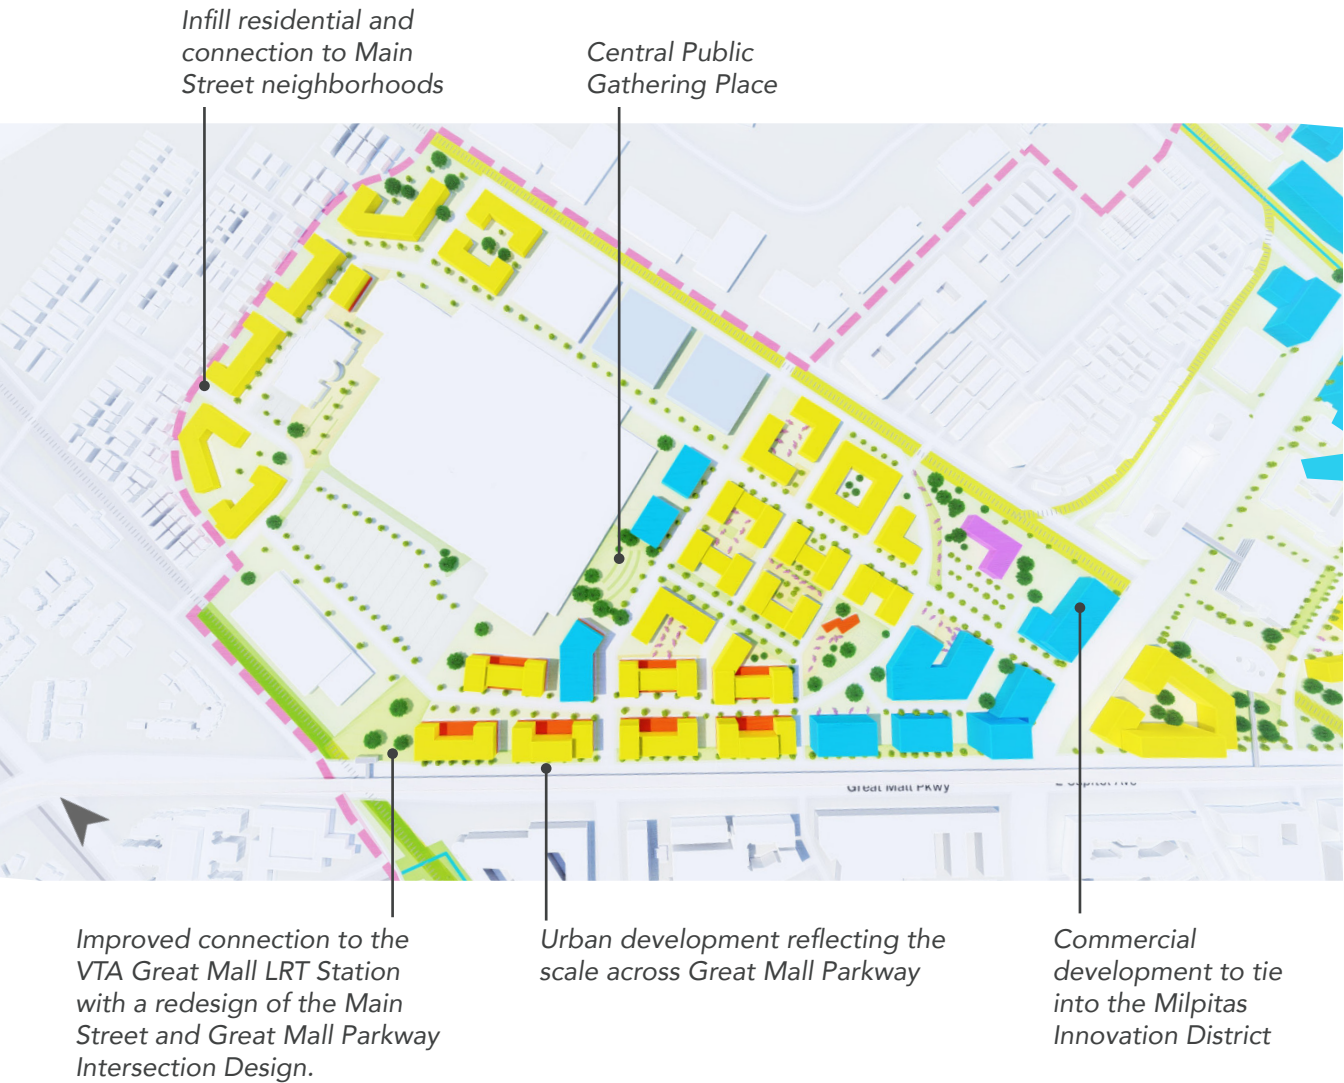 Infill residential and
connection to Main
Street neighborhoods
Central Public
Gathering Place
Great Mall Pkwy
E Capitol Ave
Improved connection to the
VTA Great Mall LRT Station
with a redesign of the Main
Street and Great Mall Parkway
Intersection Design.
Urban development reflecting the
scale across Great Mall Parkway
Commercial
development to tie
into the Milpitas
Innovation District